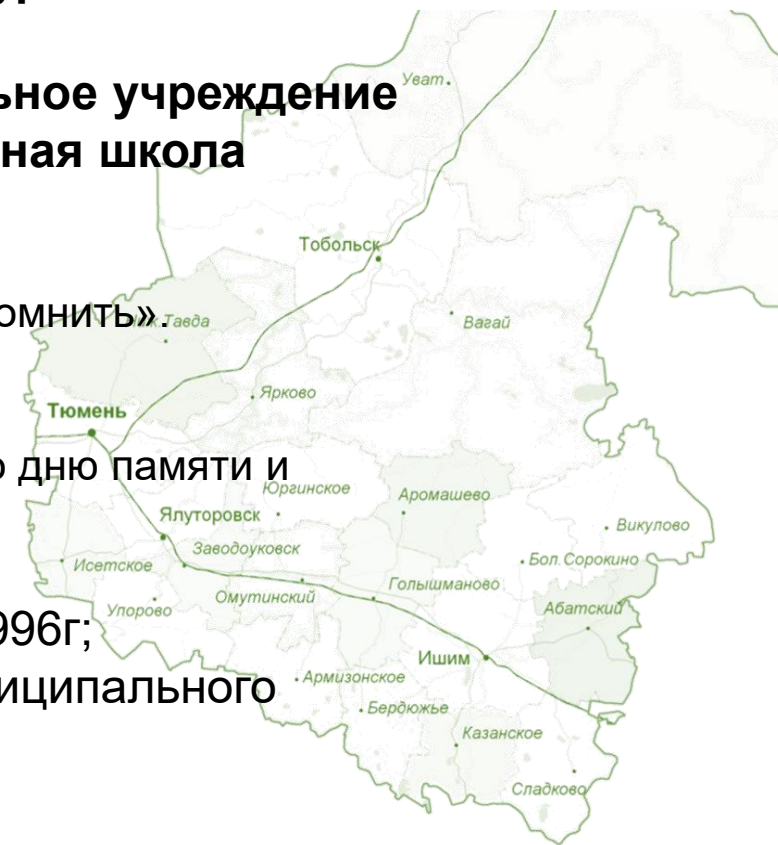 ьное учреждение
ная школа
Уват
Тобольск
омнить».
Тавда
Вагай
Ярково
Тюмень
о дню памяти и
Юргинское
Аромашево
Ялуторовск
Викулово
Заводоуковск
Бол.Сорокино
Исетское
Голышманово
Омутинский
Упорово
Абатский
996г;
Ишим
иципального
Армизонское
Бердюжье
Казанское
Сладково